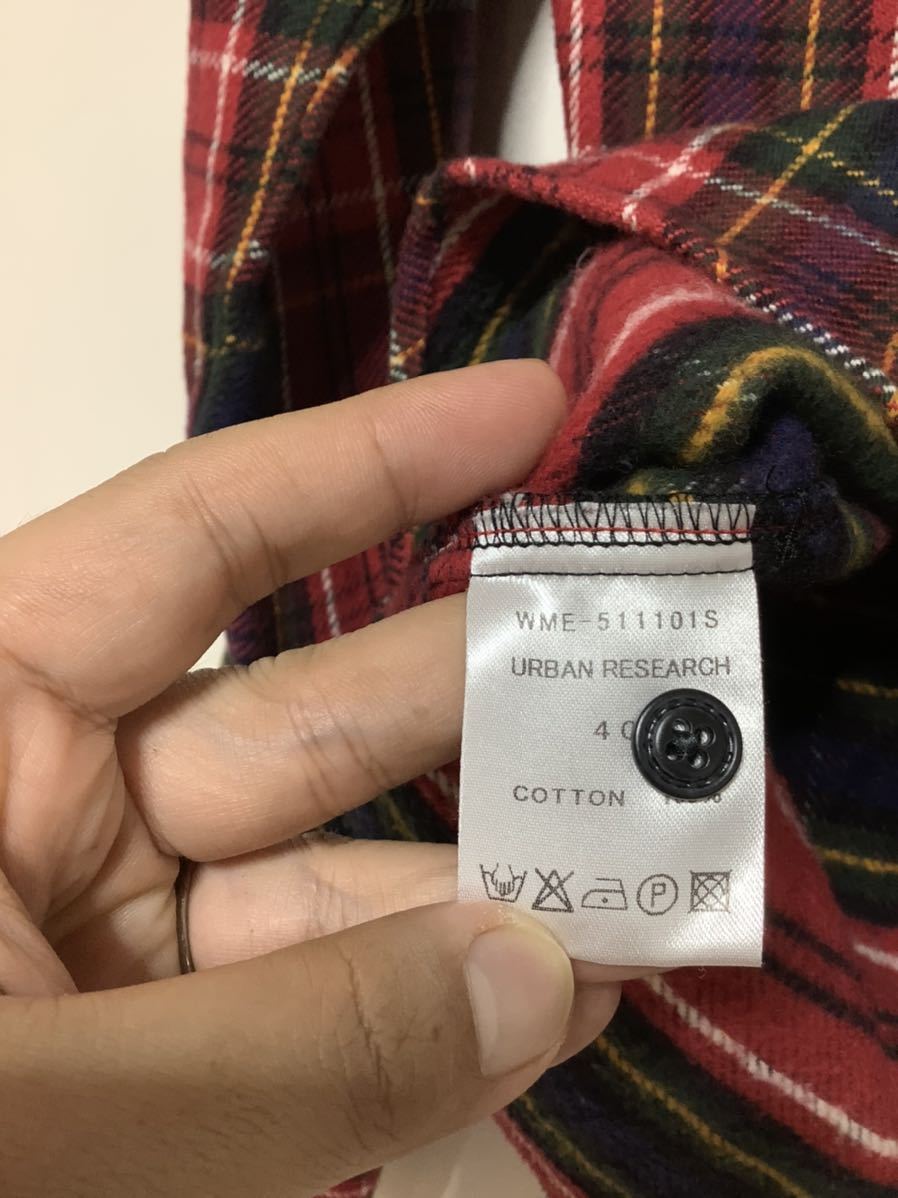 WME-511101S
URBAN RESEARCH
COTTON
P